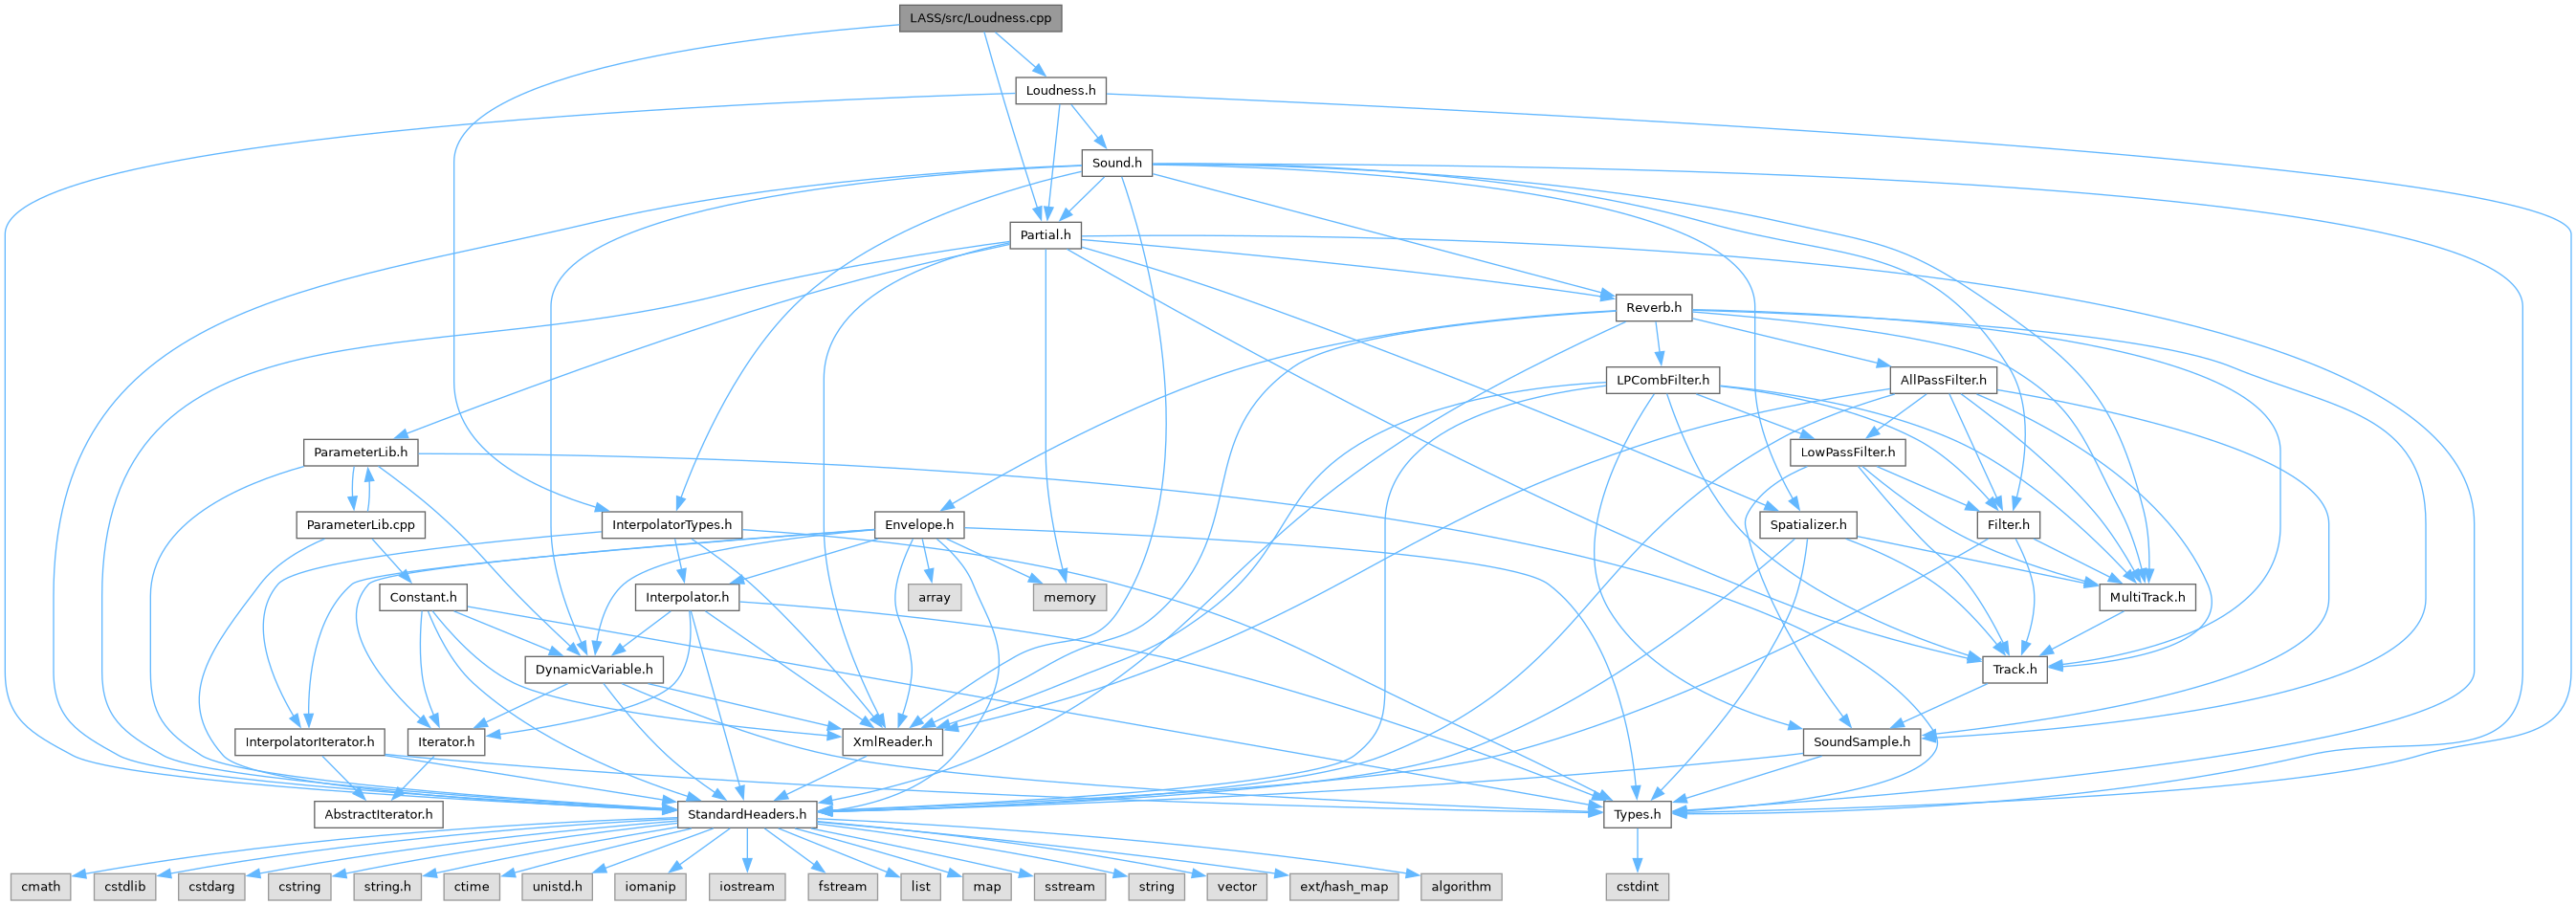 LASS/src/Loudness.cpp
Loudness.h
Sound.h
Partial.h
Reverb.h
LPCombFilter.h
AllPassFilter.h
ParameterLib.h
LowPassFilter.h
ParameterLib.cpp
InterpolatorTypes.h
Envelope.h
Spatializer.h
Filter.h
Constant.h
Interpolator.h
array
memory
MultiTrack.h
DynamicVariable.h
Track.h
InterpolatorIterator.h
Iterator.h
XmlReader.h
SoundSample.h
AbstractIterator.h
StandardHeaders.h
Types.h
cmath
cstdlib
cstdarg
cstring
string.h
ctime
unistd.h
iomanip
iostream
fstream
list
map
sstream
string
vector
ext/hash_map
algorithm
cstdint